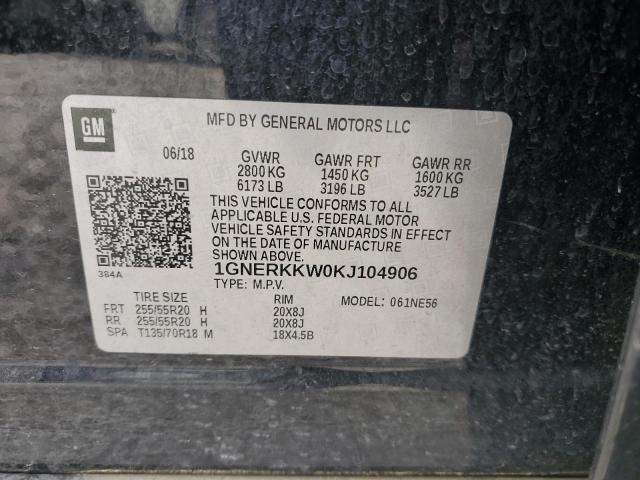 GM
MFD BY GENERAL MOTORS LLC
06/18 GVWR GAWR FRT GAWR RR
2800 KG 1450 KG 1600 KG
6173 LB 3196 LB 3527 LB
THIS VEHICLE CONFORMS TO ALL
APPLICABLE U.S. FEDERAL MOTOR
VEHICLE SAFETY STANDARDS IN EFFECT
ON THE DATE OF MANUFACTURE
SHOWN ABOVE.
384A
1GNERKKW0KJ104906
TYPE: M.P.V.
TIRE SIZE RIM MODEL: 061NE56
FRT 255/55R20 H 20X8J
RR 255/55R20 H 20X8J
SPA T135/70R18 M 18X4.5B